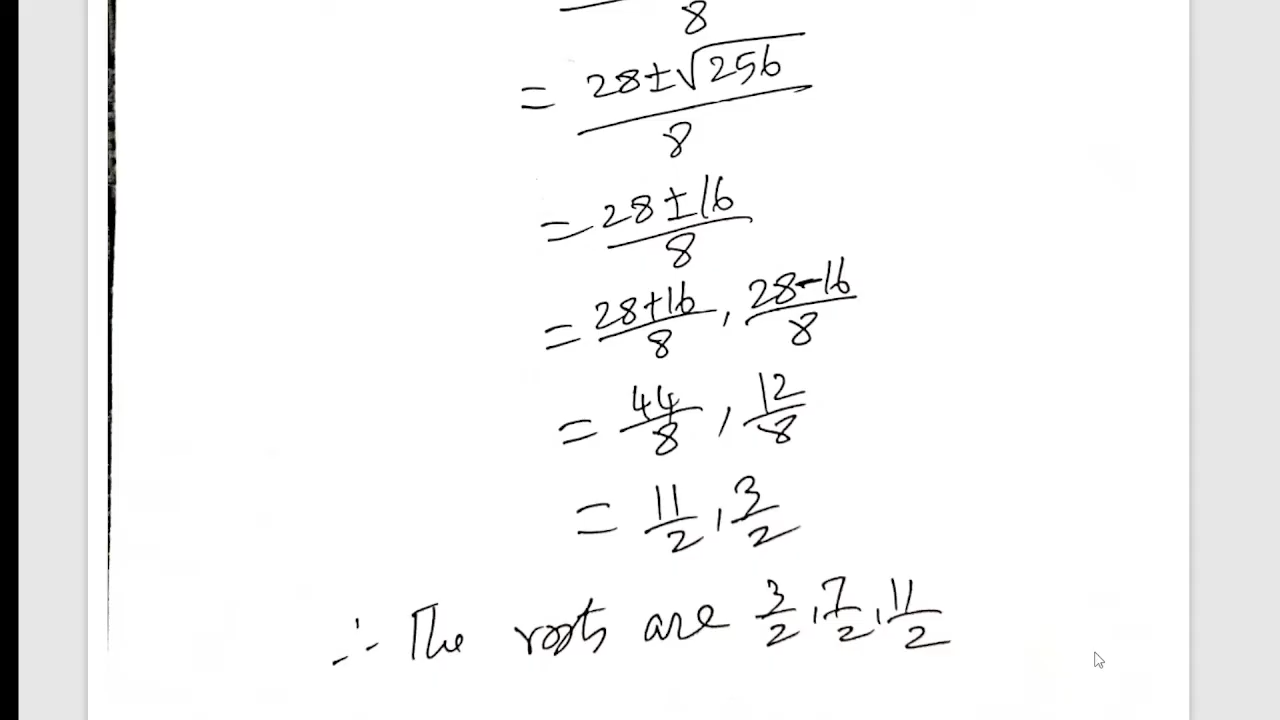 8
= 28±√256 / 8
= 28±16 / 8
= 28+16 / 8 , 28-16 / 8
= 44/8 , 12/8
= 11/2 , 3/2
∴ The roots are 3/2 , 7/2 , 11/2